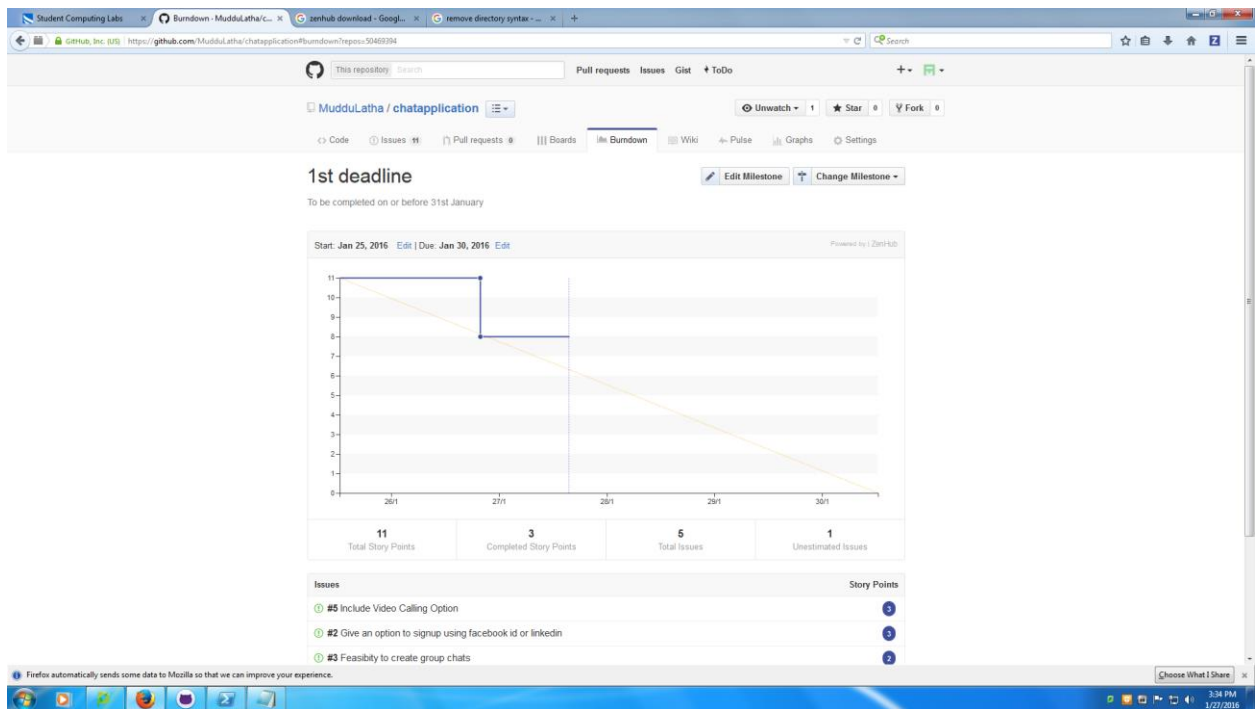 Student Computing Labs
Burndown - MudduLatha/c...
zenhub download - Googl...
remove directory syntax - ...
GitHub, Inc. (US) https://github.com/MudduLatha/chatapplication#burndown?repos=50469394
Search
This repository Search Pull requests Issues Gist ToDo
MudduLatha / chatapplication Unwatch 1 Star 0 Fork 0
Code Issues 11 Pull requests 0 Boards Burndown Wiki Pulse Graphs Settings
1st deadline Edit Milestone Change Milestone
To be completed on or before 31st January
Start: Jan 25, 2016 Edit | Due: Jan 30, 2016 Edit Powered by ZenHub
11
10
9
8
7
6
5
4
3
2
1
0
26/1 27/1 28/1 29/1 30/1
11 3 5 1
Total Story Points Completed Story Points Total Issues Unestimated Issues
Issues Story Points
#5 Include Video Calling Option 3
#2 Give an option to signup using facebook id or linkedin 3
#3 Feasibity to create group chats 2
Firefox automatically sends some data to Mozilla so that we can improve your experience. Choose What I Share
3:34 PM
1/27/2016